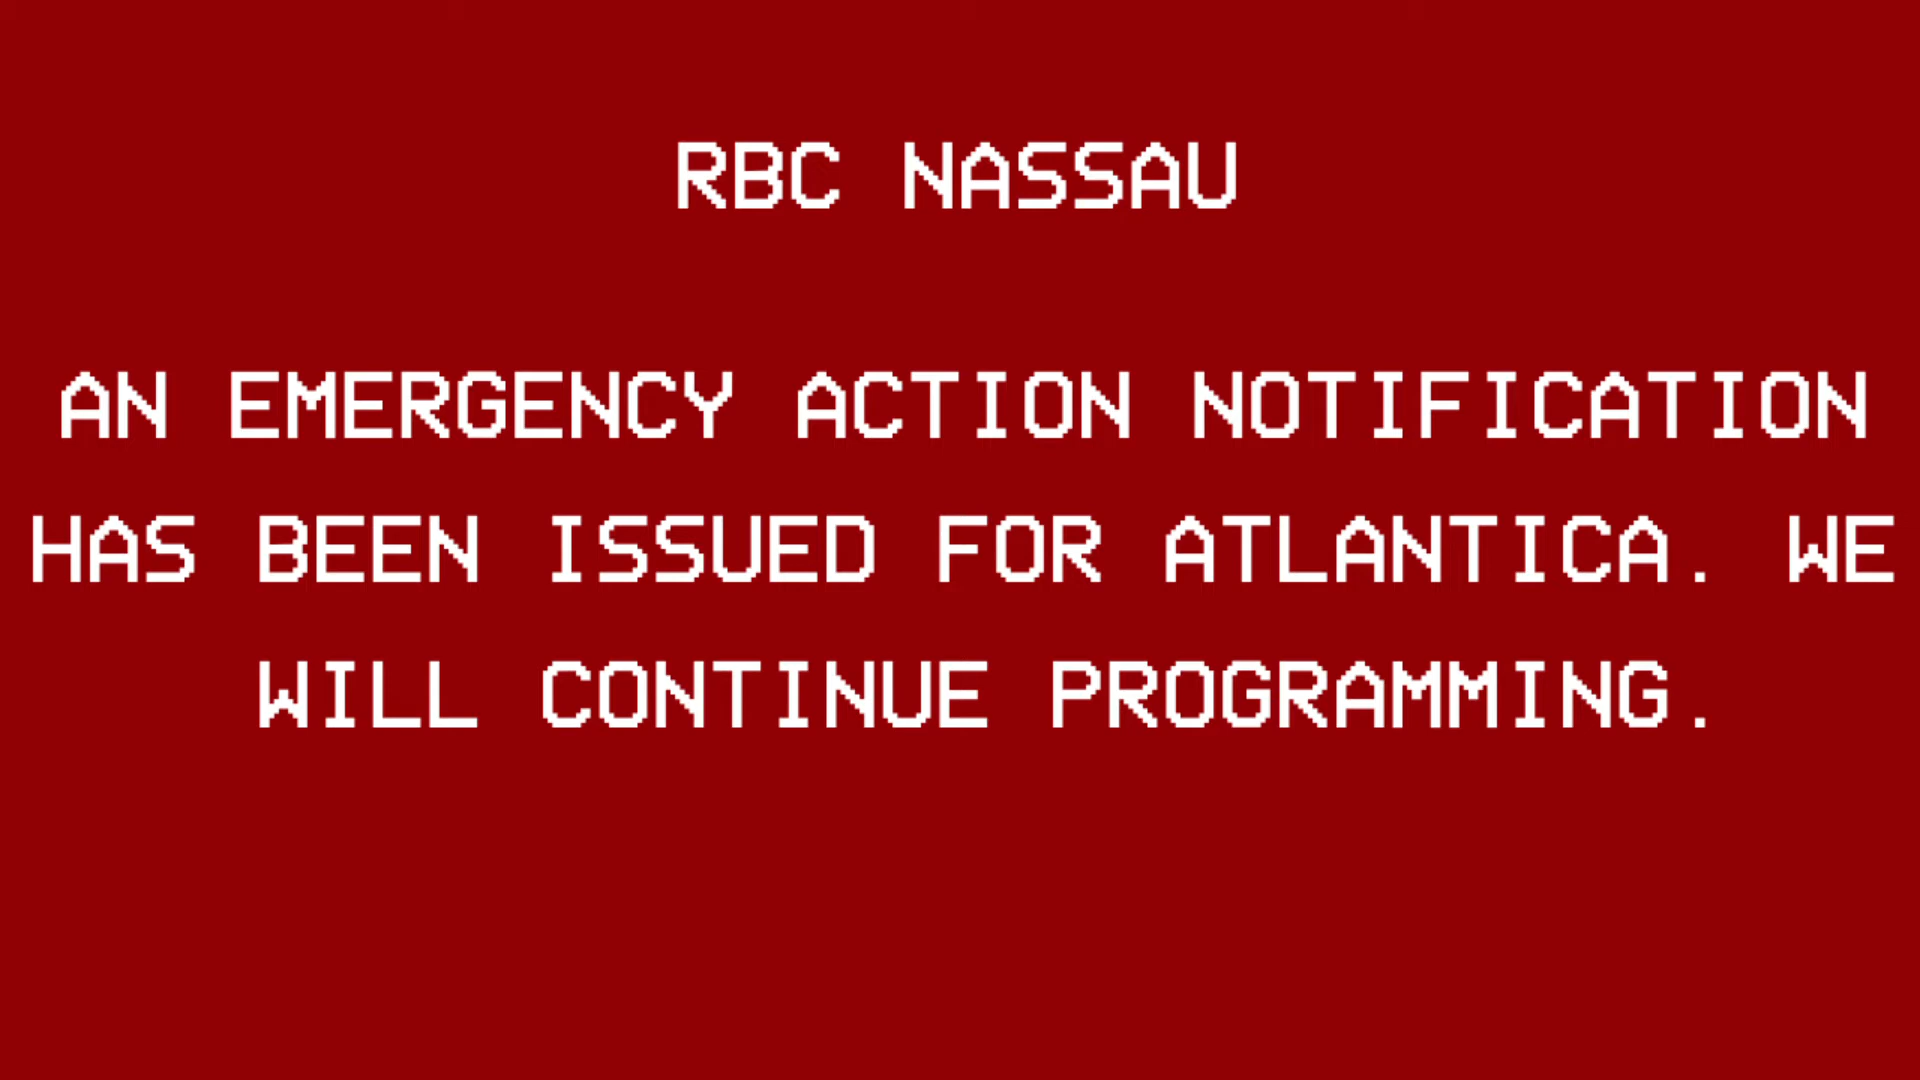 RBC NASSAU
AN EMERGENCY ACTION NOTIFICATION
HAS BEEN ISSUED FOR ATLANTICA. WE
WILL CONTINUE PROGRAMMING.